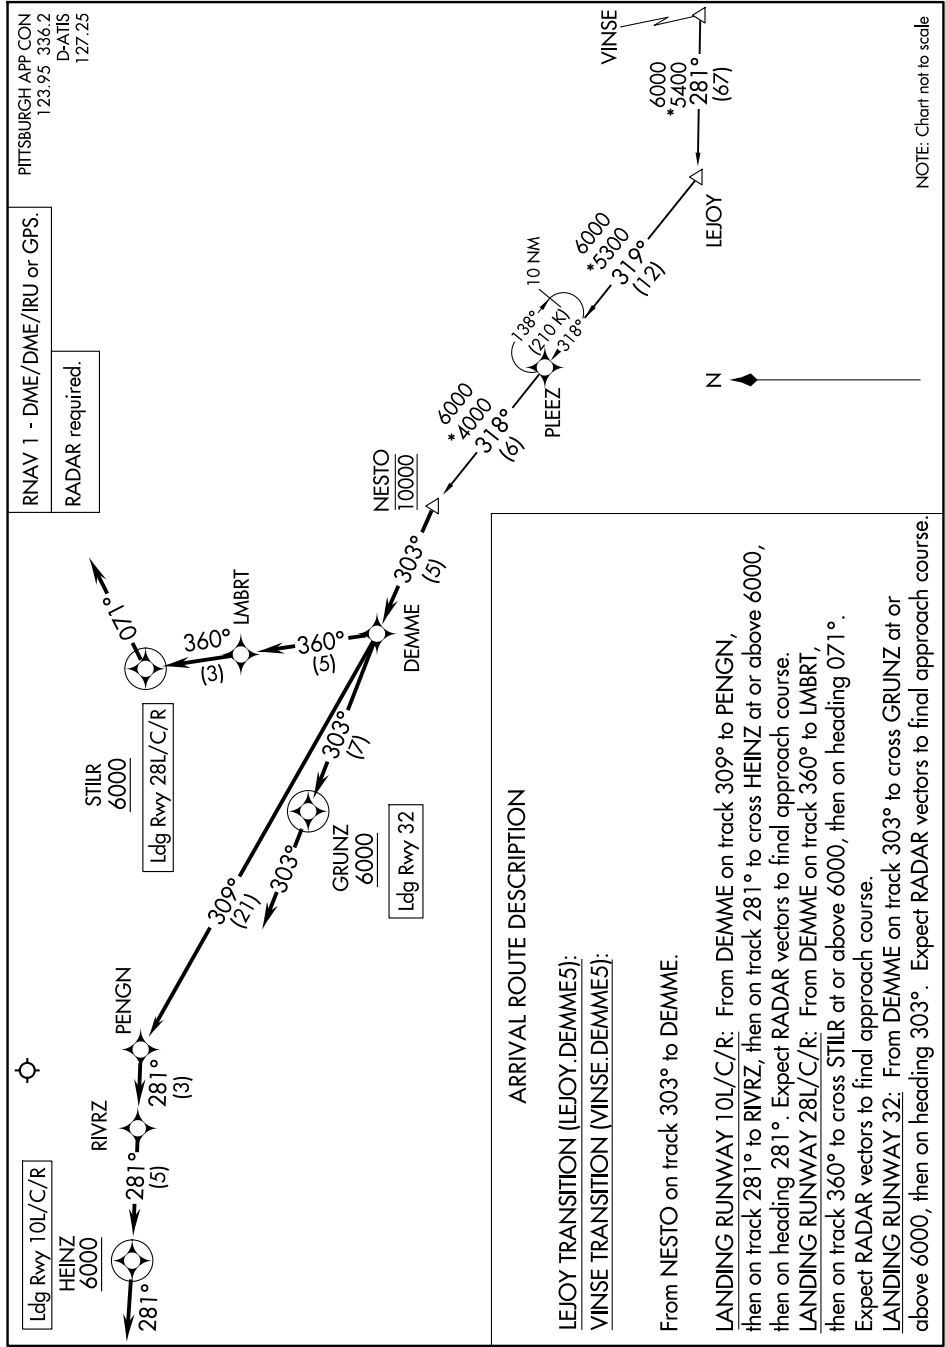 PITTSBURGH APP CON
123.95 336.2
D-ATIS
127.25
RNAV 1 - DME/DME/IRU or GPS.
RADAR required.
Ldg Rwy 10L/C/R
HEINZ
6000
281°
281°
(5)
RIVRZ
281°
(3)
PENGN
309°
(21)
STILR
6000
Ldg Rwy 28L/C/R
071°
360°
(3)
LMBRT
360°
(5)
GRUNZ
6000
Ldg Rwy 32
303°
303°
(7)
DEMME
303°
(5)
NESTO
10000
6000
*4000
318°
(6)
PLEEZ
138°
(210 K)
318°
10 NM
6000
*5300
319°
(12)
LEJOY
6000
*5400
281°
(67)
VINSE
N
NOTE: Chart not to scale
ARRIVAL ROUTE DESCRIPTION
LEJOY TRANSITION (LEJOY.DEMME5):
VINSE TRANSITION (VINSE.DEMME5):
From NESTO on track 303° to DEMME.
LANDING RUNWAY 10L/C/R: From DEMME on track 309° to PENGN,
then on track 281° to RIVRZ, then on track 281° to cross HEINZ at or above 6000,
then on heading 281°. Expect RADAR vectors to final approach course.
LANDING RUNWAY 28L/C/R: From DEMME on track 360° to LMBRT,
then on track 360° to cross STILR at or above 6000, then on heading 071°.
Expect RADAR vectors to final approach course.
LANDING RUNWAY 32: From DEMME on track 303° to cross GRUNZ at or
above 6000, then on heading 303°. Expect RADAR vectors to final approach course.